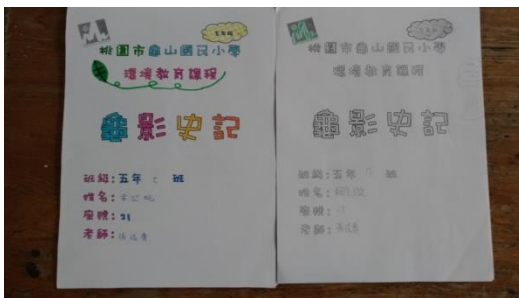 桃園市龜山國民小學
環境教育課程
龜影史記
班級:五年 班
姓名:
座號:21
老師:
桃園市龜山國民小學
環境教育課程
龜影史記
班級:五年 班
姓名:
座號:
老師: